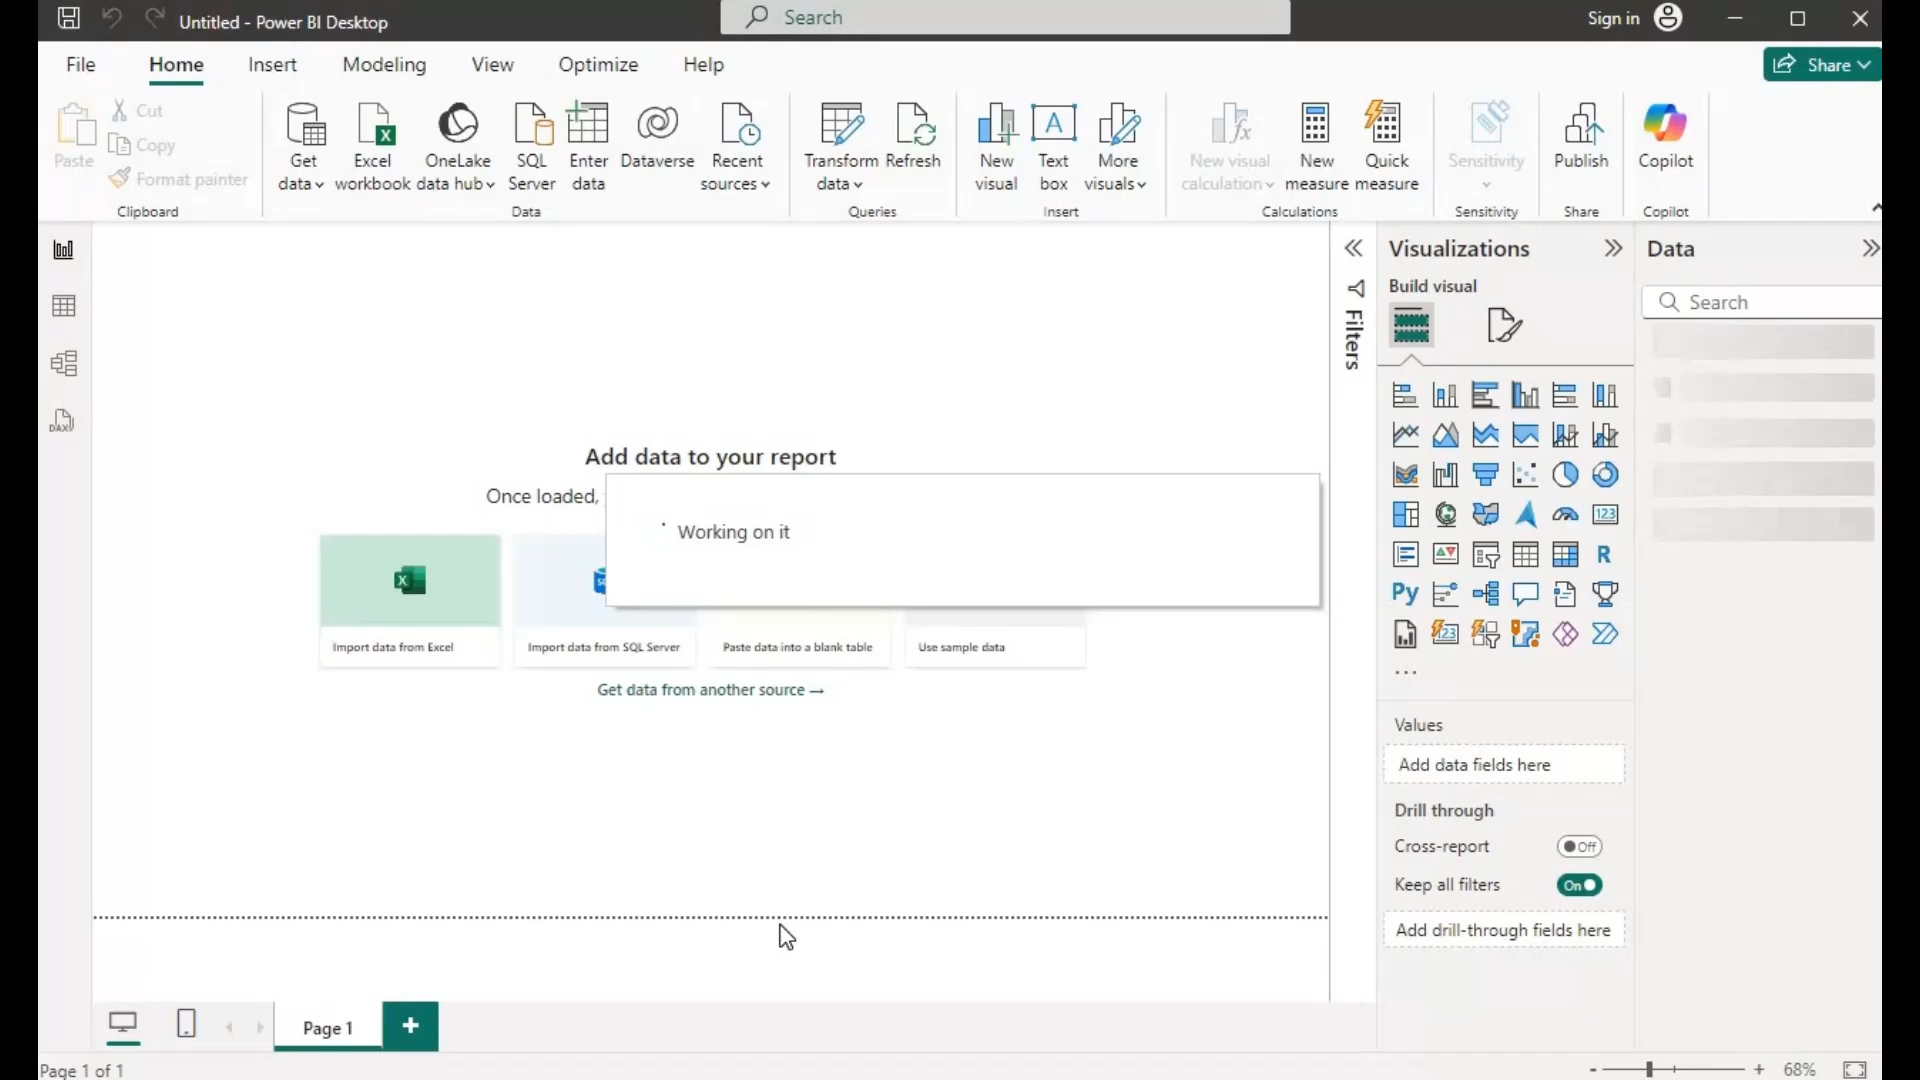 Untitled - Power BI Desktop
Search
Sign in
File
Home
Insert
Modeling
View
Optimize
Help
Share
Paste
Cut
Copy
Format painter
Clipboard
Get data
Excel workbook
OneLake data hub
SQL Server
Enter data
Dataverse
Recent sources
Data
Transform data
Refresh
Queries
New visual
Text box
More visuals
Insert
New visual calculation
New measure
Quick measure
Calculations
Sensitivity
Sensitivity
Publish
Share
Copilot
Copilot
Add data to your report
Once loaded,
Working on it
Import data from Excel
Import data from SQL Server
Paste data into a blank table
Use sample data
Get data from another source →
Filters
Visualizations
Build visual
Values
Add data fields here
Drill through
Cross-report
Off
Keep all filters
On
Add drill-through fields here
Data
Search
Page 1
Page 1 of 1
68%